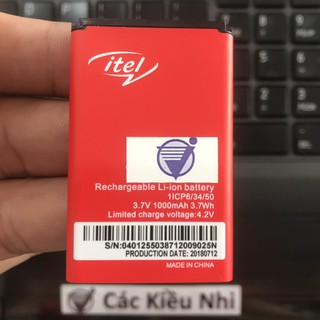 itel
Rechargeable Li-ion battery
1ICP6/34/50
3.7V 1000mAh 3.7Wh
Limited charge voltage:4.2V
S/N:0401255038712009025N
PRODUCTION DATE: 20180712
MADE IN CHINA
Các Kiều Nhi